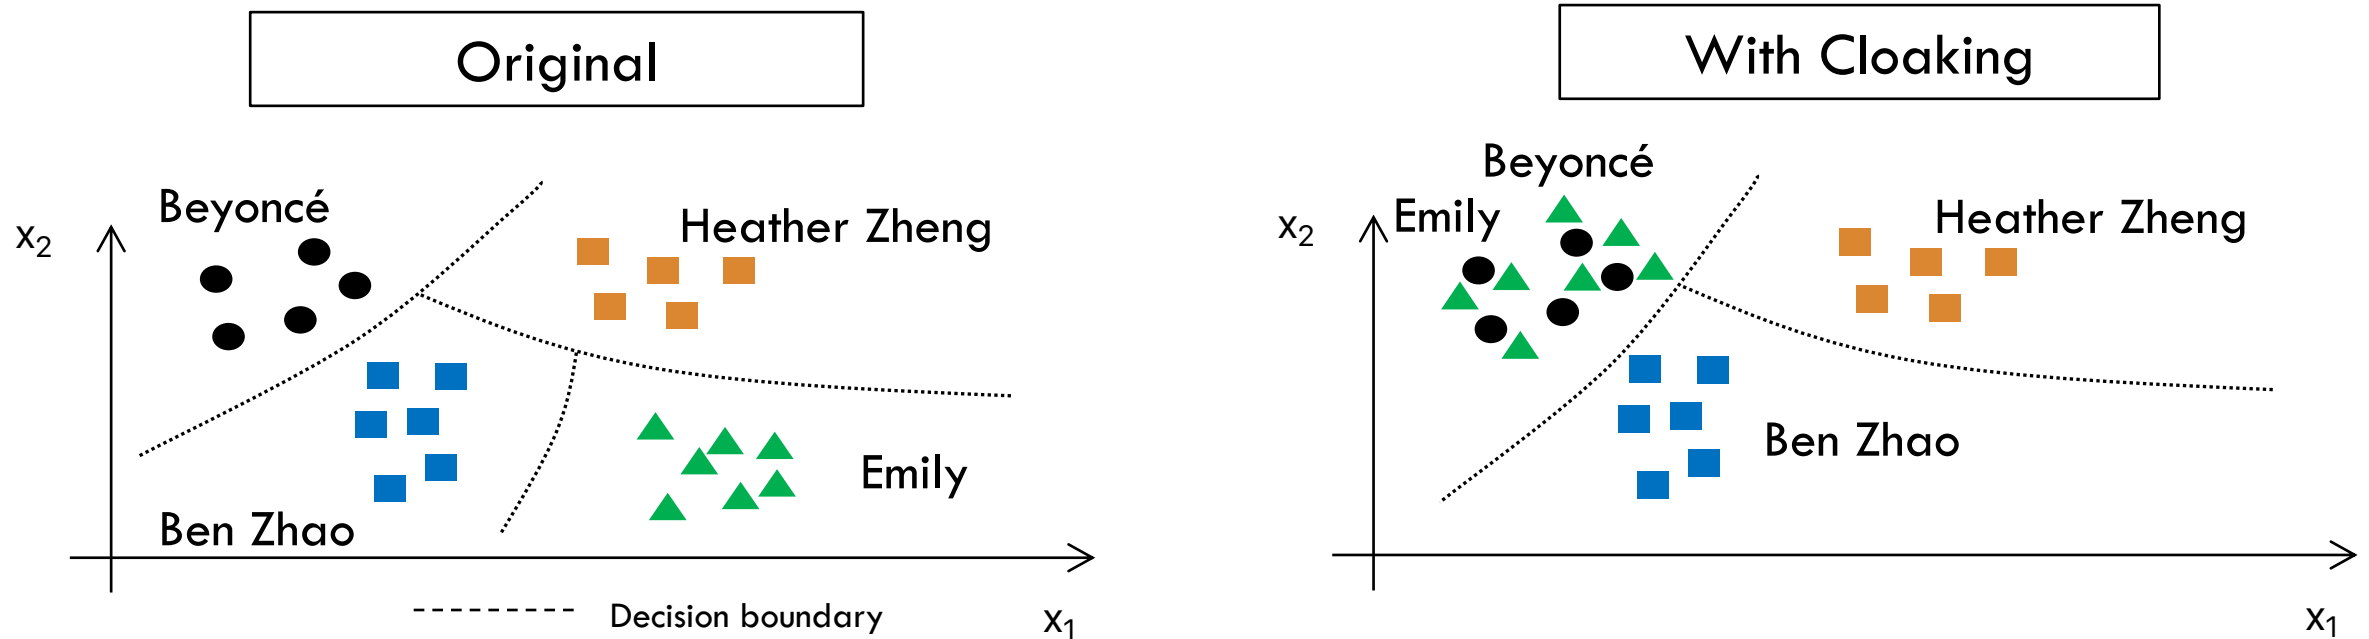 Original
Beyoncé
Heather Zheng
x2
Emily
Ben Zhao
Decision boundary
x1
With Cloaking
Beyoncé
Emily
Heather Zheng
x2
Ben Zhao
x1